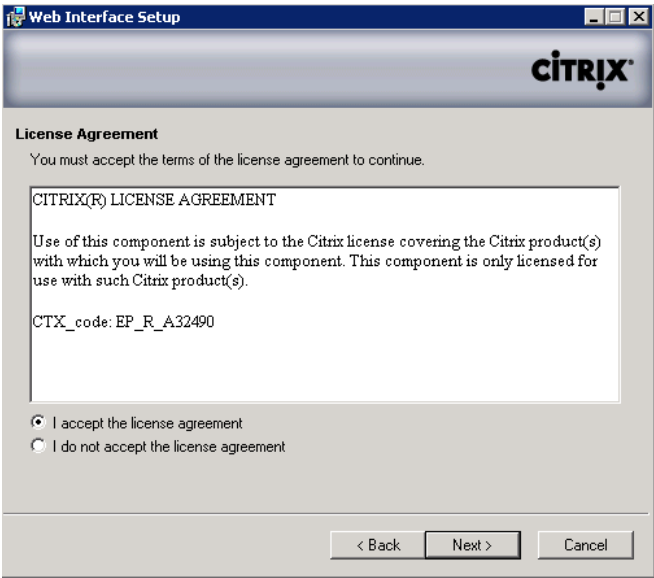 Web Interface Setup
CITRIX®
License Agreement
You must accept the terms of the license agreement to continue.
CITRIX(R) LICENSE AGREEMENT
Use of this component is subject to the Citrix license covering the Citrix product(s)
with which you will be using this component. This component is only licensed for
use with such Citrix product(s).
CTX_code: EP_R_A32490
I accept the license agreement
I do not accept the license agreement
< Back
Next >
Cancel